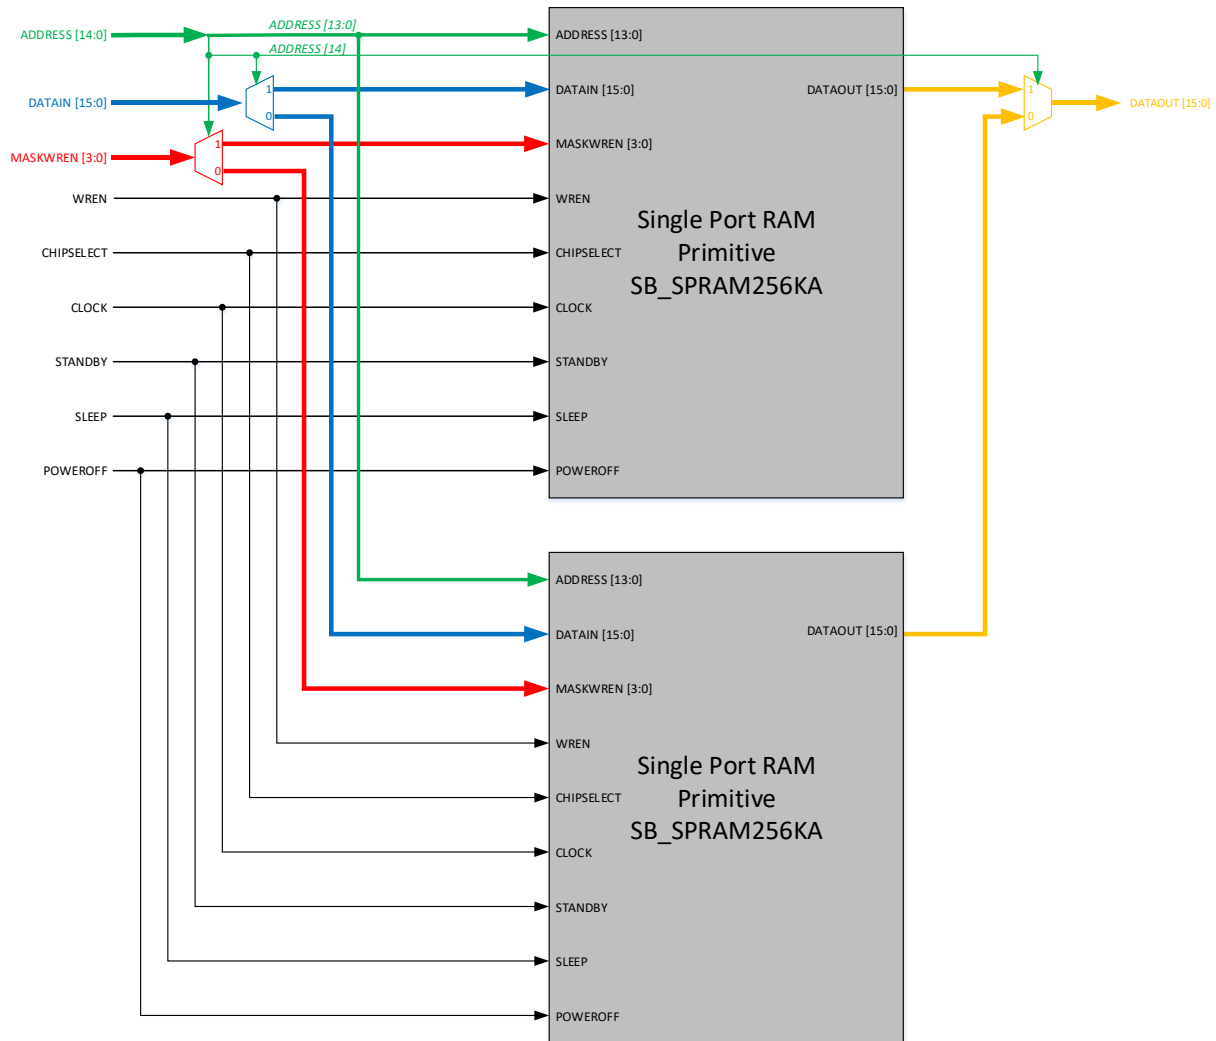 ADDRESS [14:0]
ADDRESS [13:0]
ADDRESS [13:0]
ADDRESS [14]
DATAIN [15:0]
1
0
DATAIN [15:0]
DATAOUT [15:0]
1
0
DATAOUT [15:0]
MASKWREN [3:0]
1
0
MASKWREN [3:0]
WREN
WREN
Single Port RAM
Primitive
SB_SPRAM256KA
CHIPSELECT
CHIPSELECT
CLOCK
CLOCK
STANDBY
STANDBY
SLEEP
SLEEP
POWEROFF
POWEROFF
ADDRESS [13:0]
DATAIN [15:0]
DATAOUT [15:0]
MASKWREN [3:0]
WREN
Single Port RAM
Primitive
SB_SPRAM256KA
CHIPSELECT
CLOCK
STANDBY
SLEEP
POWEROFF